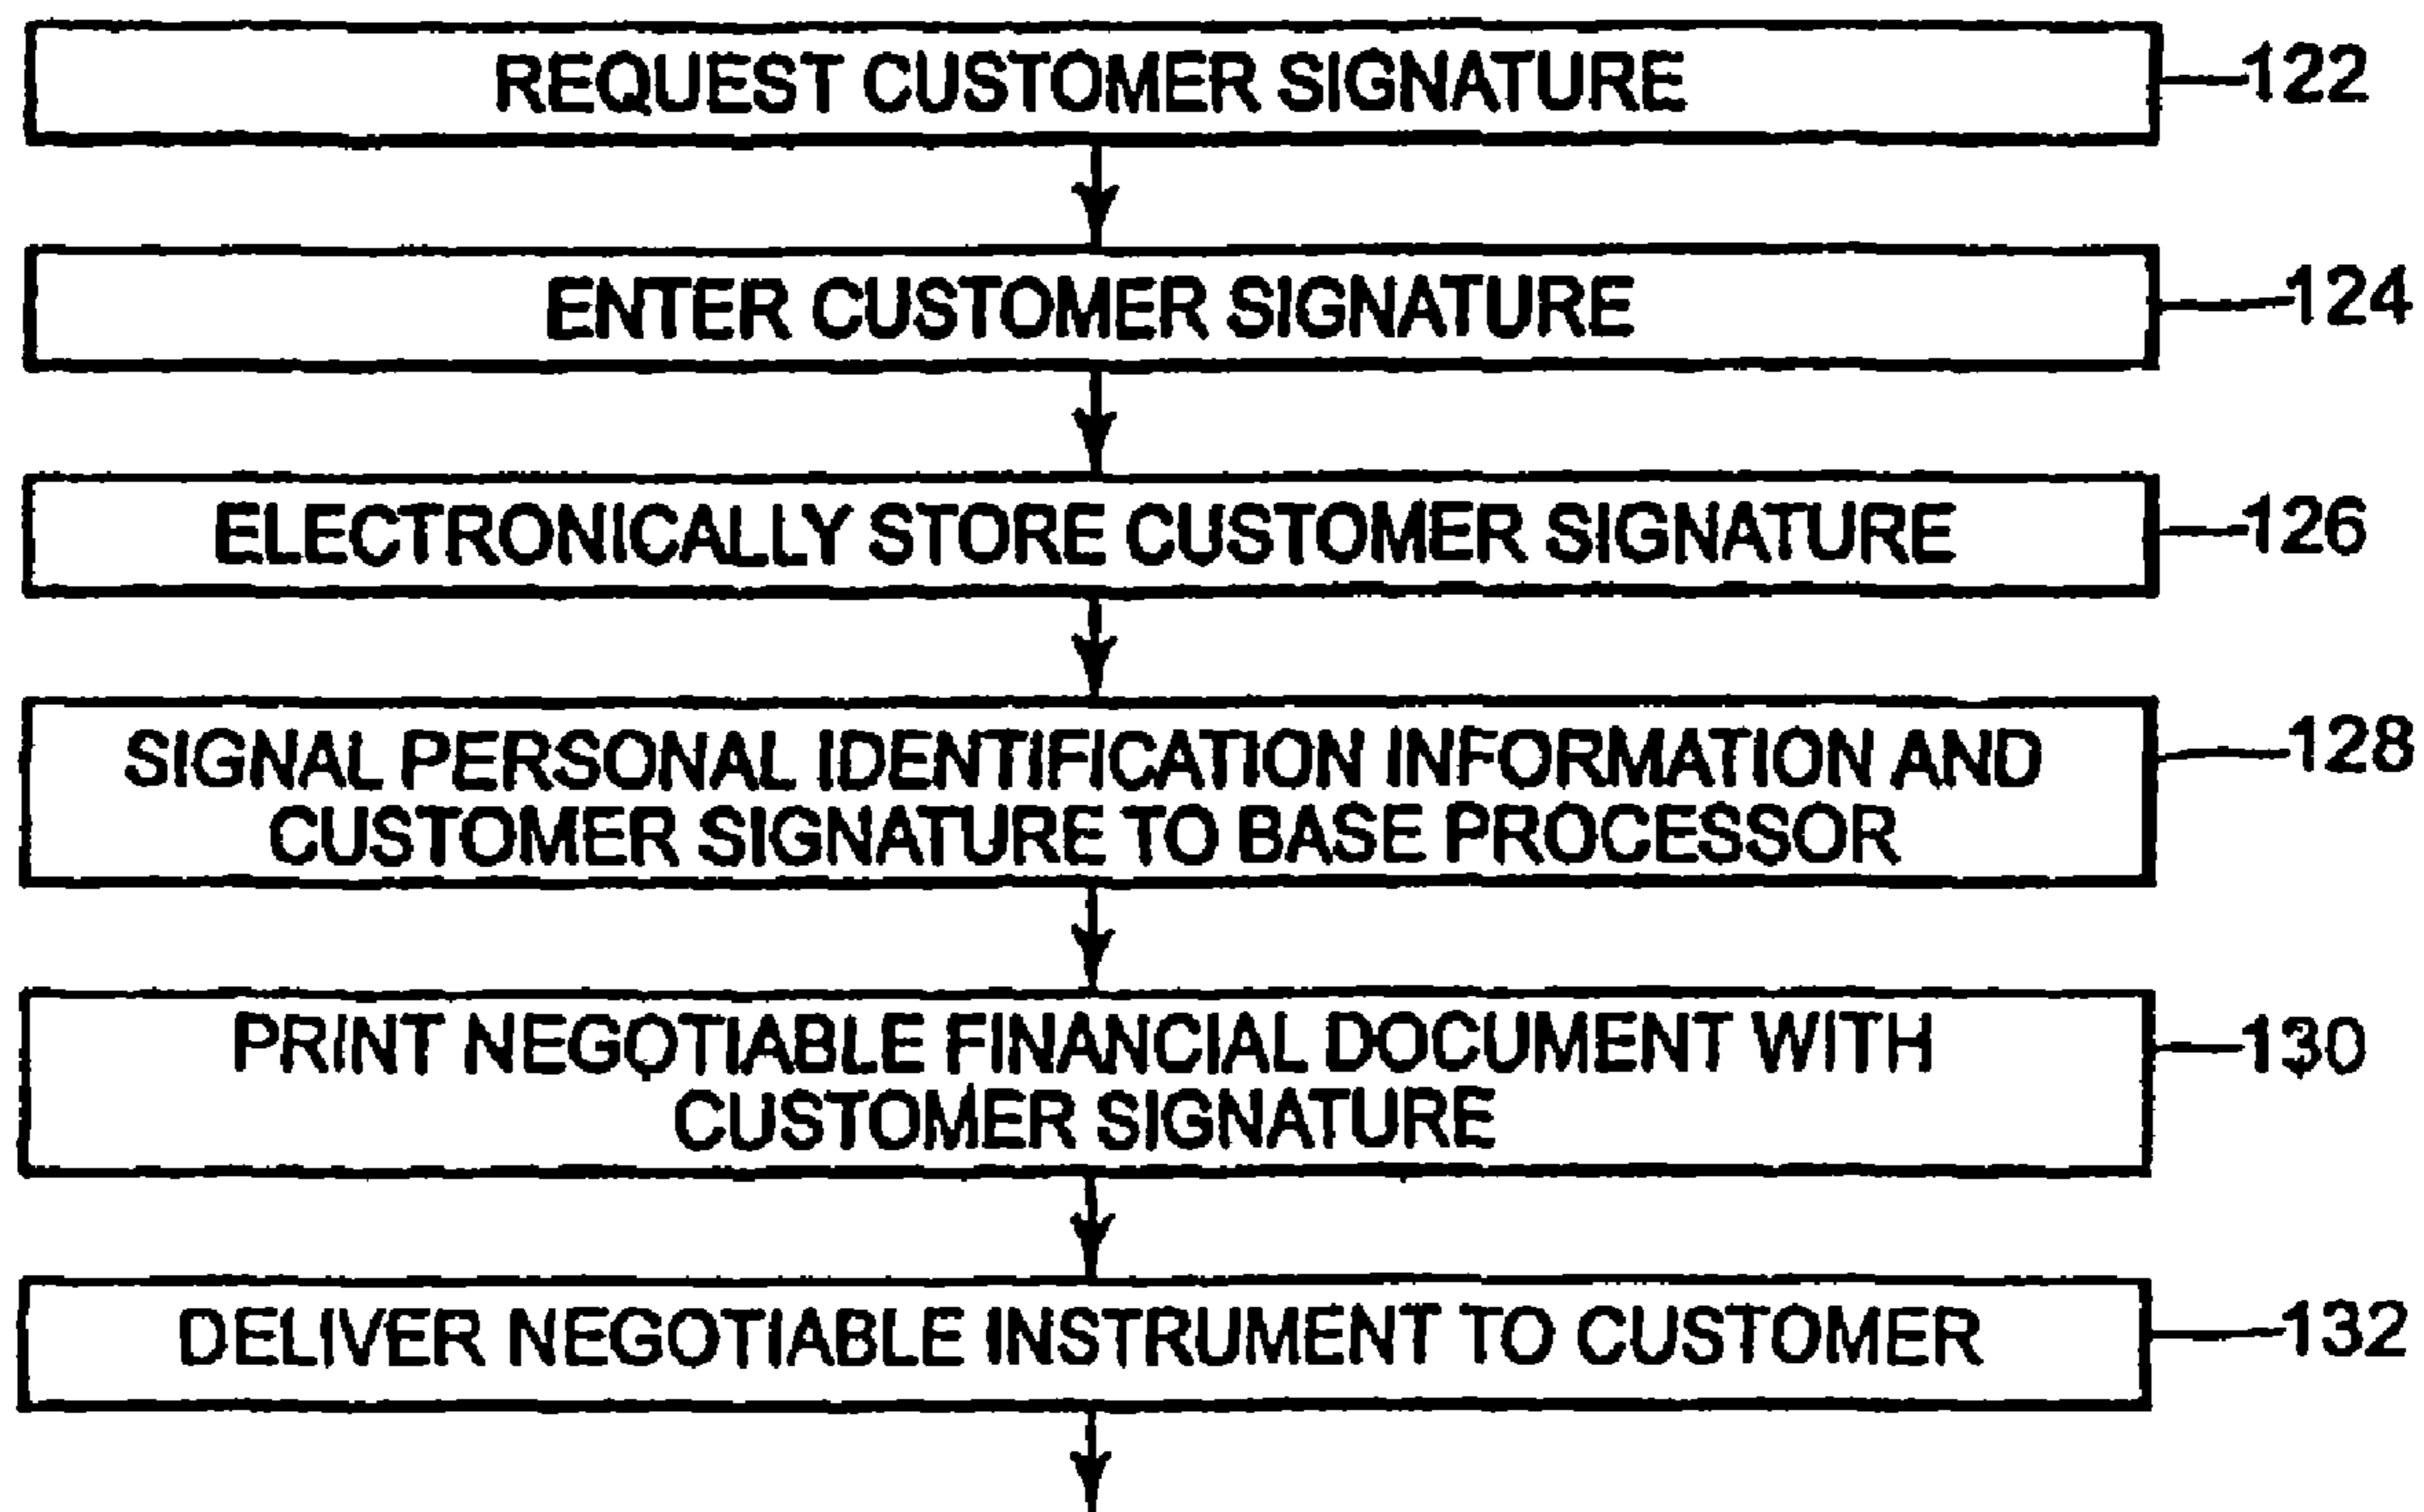 REQUEST CUSTOMER SIGNATURE
122
ENTER CUSTOMER SIGNATURE
124
ELECTRONICALLY STORE CUSTOMER SIGNATURE
126
SIGNAL PERSONAL IDENTIFICATION INFORMATION AND
CUSTOMER SIGNATURE TO BASE PROCESSOR
128
PRINT NEGOTIABLE FINANCIAL DOCUMENT WITH
CUSTOMER SIGNATURE
130
DELIVER NEGOTIABLE INSTRUMENT TO CUSTOMER
132